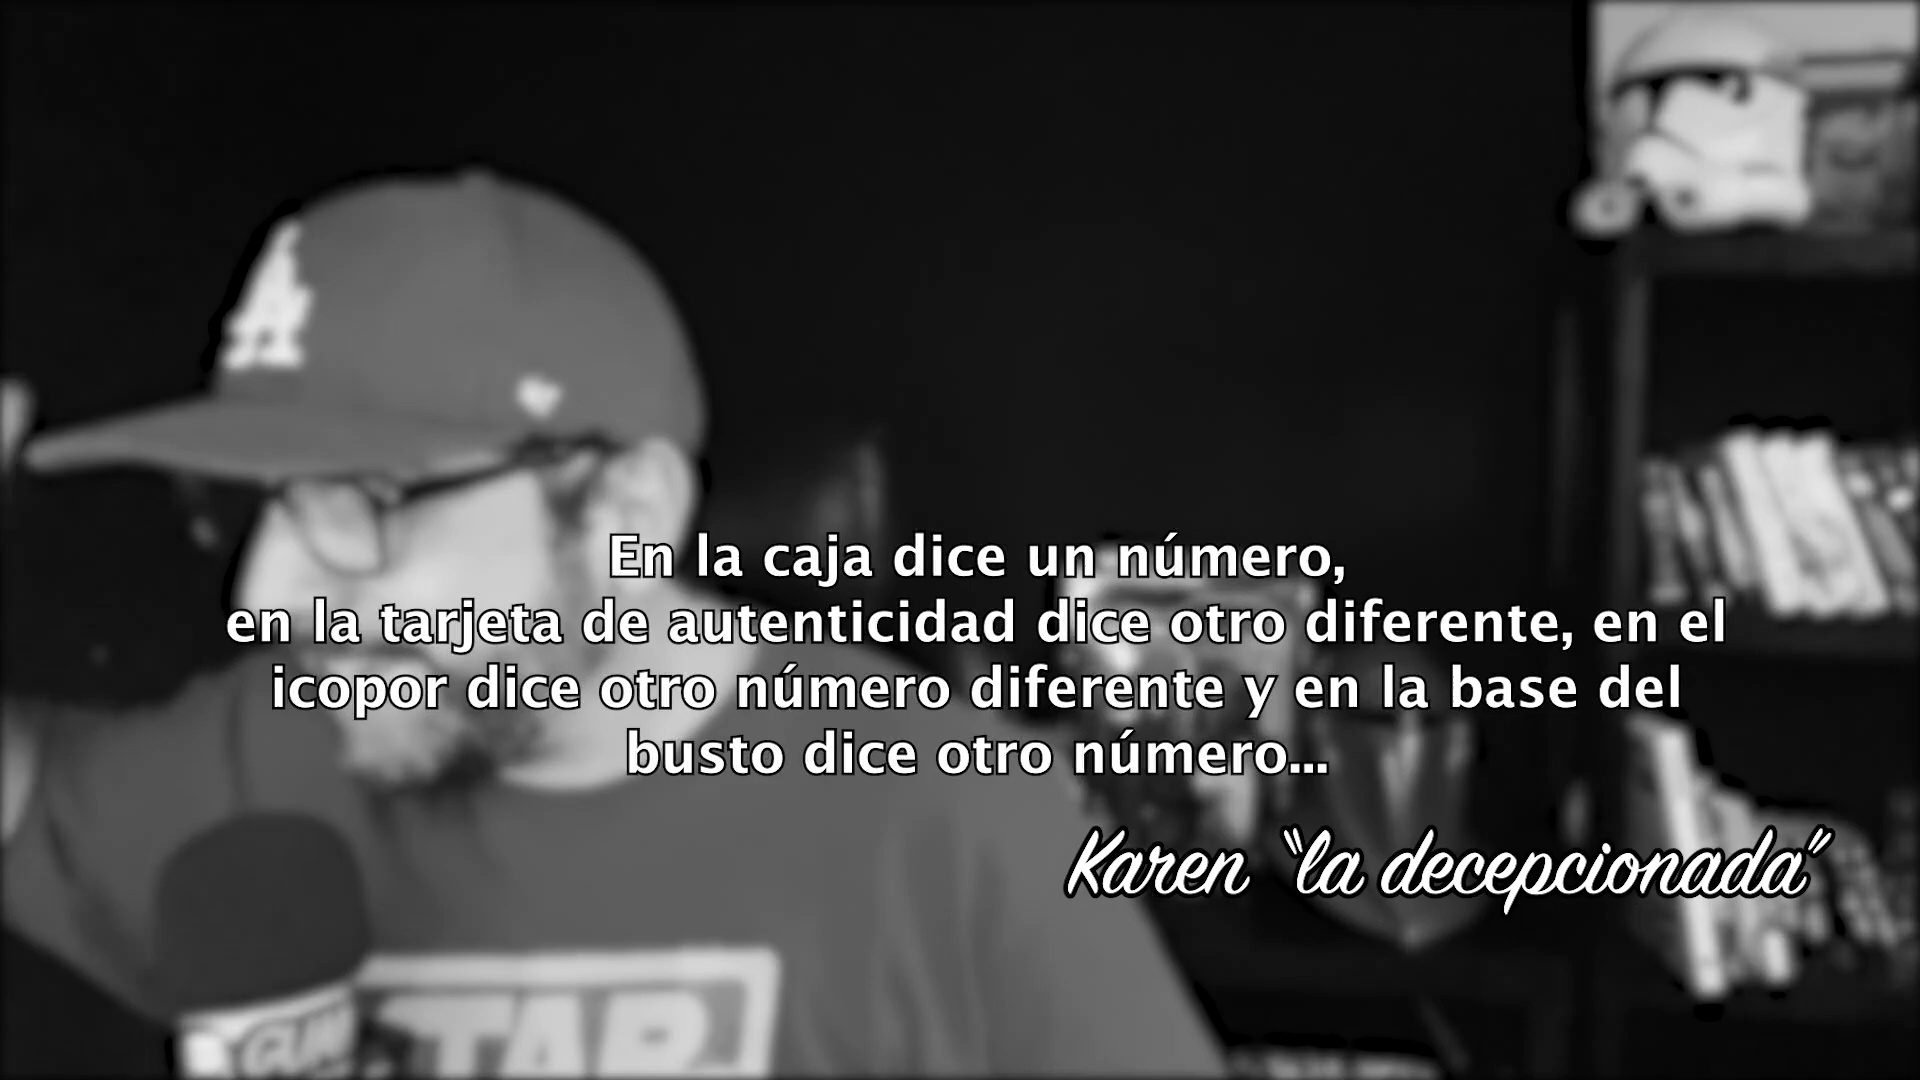 En la caja dice un número,
en la tarjeta de autenticidad dice otro diferente, en el
icopor dice otro número diferente y en la base del
busto dice otro número...
Karen “la decepcionada”
TAR